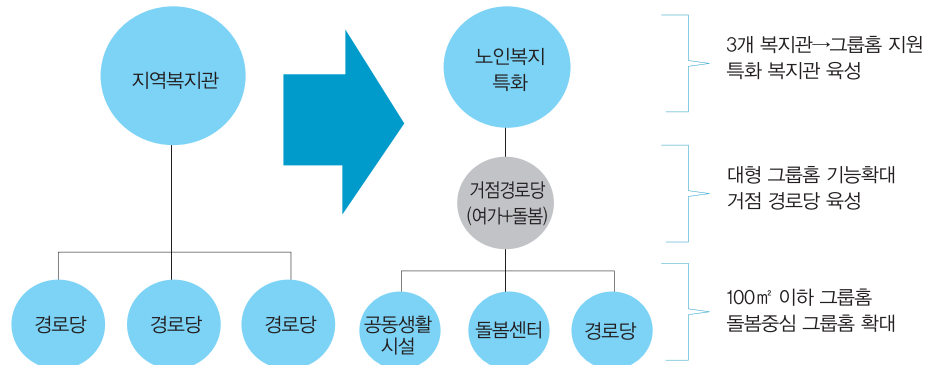 지역복지관
노인복지
특화
3개 복지관→그룹홈 지원
특화 복지관 육성
거점경로당
(여가+돌봄)
대형 그룹홈 기능확대
거점 경로당 육성
경로당
경로당
경로당
공동생활
시설
돌봄센터
경로당
100㎡ 이하 그룹홈
돌봄중심 그룹홈 확대